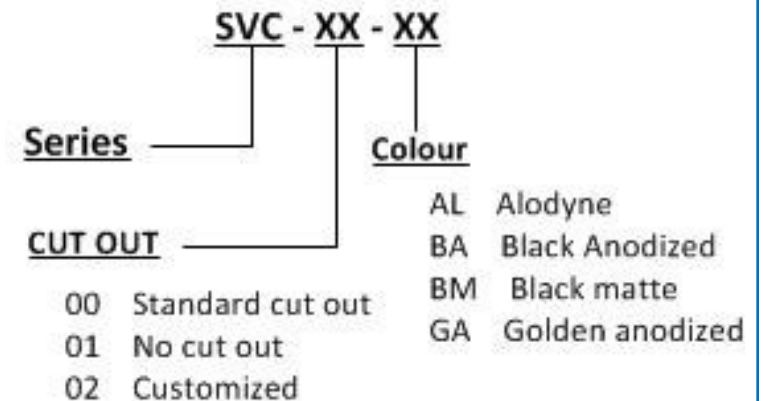 SVC - XX - XX
Series
CUT OUT
00 Standard cut out
01 No cut out
02 Customized
Colour
AL Alodyne
BA Black Anodized
BM Black matte
GA Golden anodized